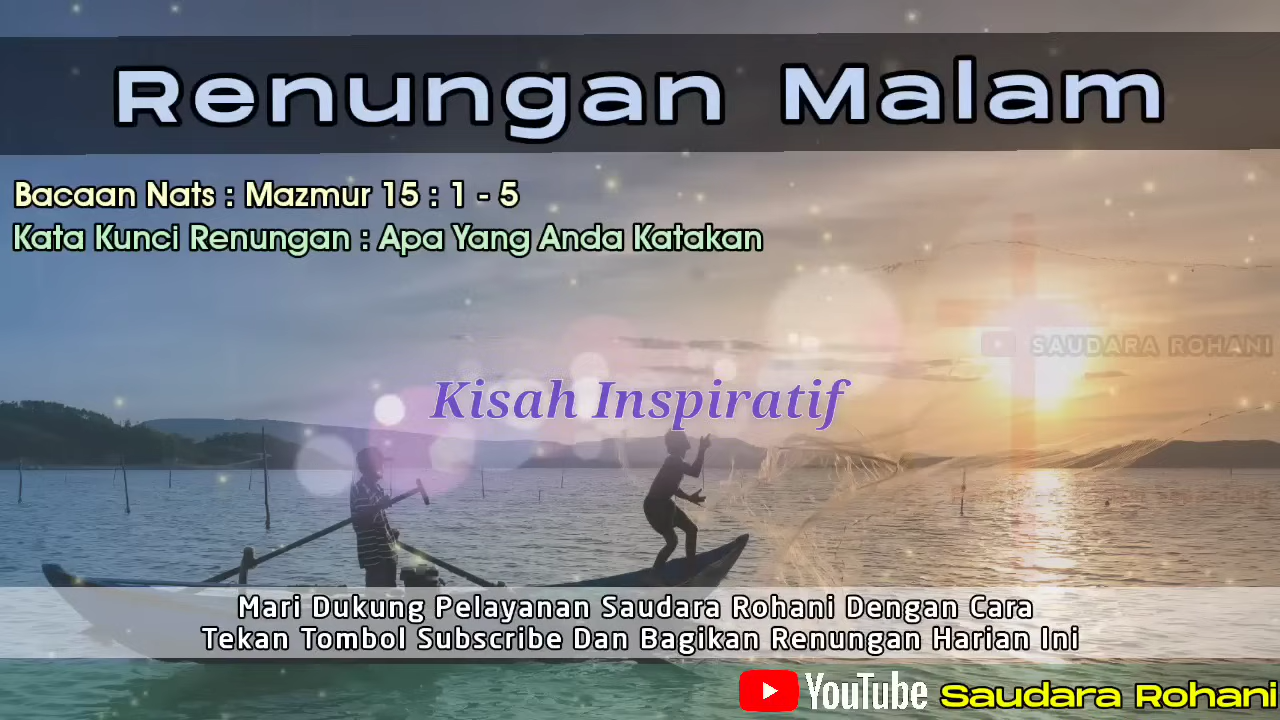 Renungan Malam
Bacaan Nats : Mazmur 15 : 1 - 5
Kata Kunci Renungan : Apa Yang Anda Katakan
SAUDARA ROHANI
Kisah Inspiratif
Mari Dukung Pelayanan Saudara Rohani Dengan Cara
Tekan Tombol Subscribe Dan Bagikan Renungan Harian Ini
YouTube Saudara Rohani